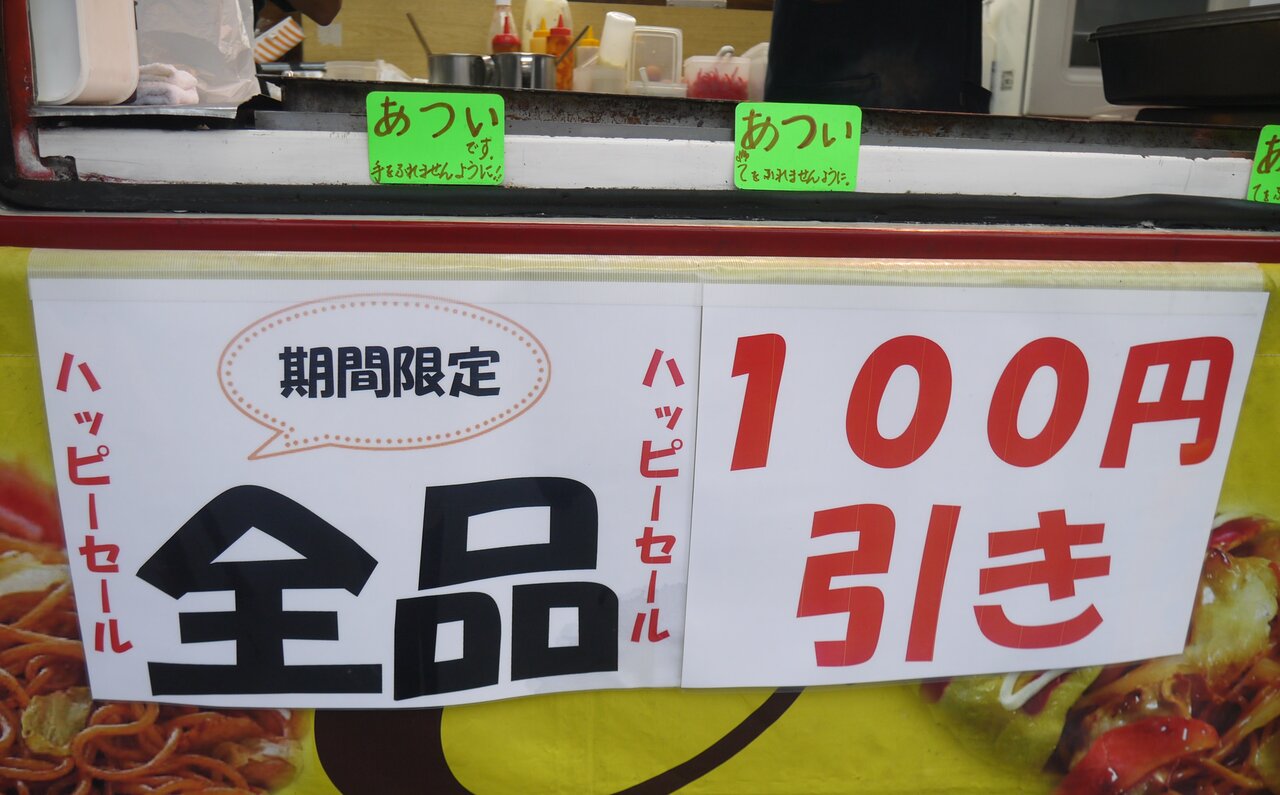 あつい
です。
手をふれませんように!!
あつい
てをふれませんように。
ハッピーセール
期間限定
全品
ハッピーセール
100円
引き